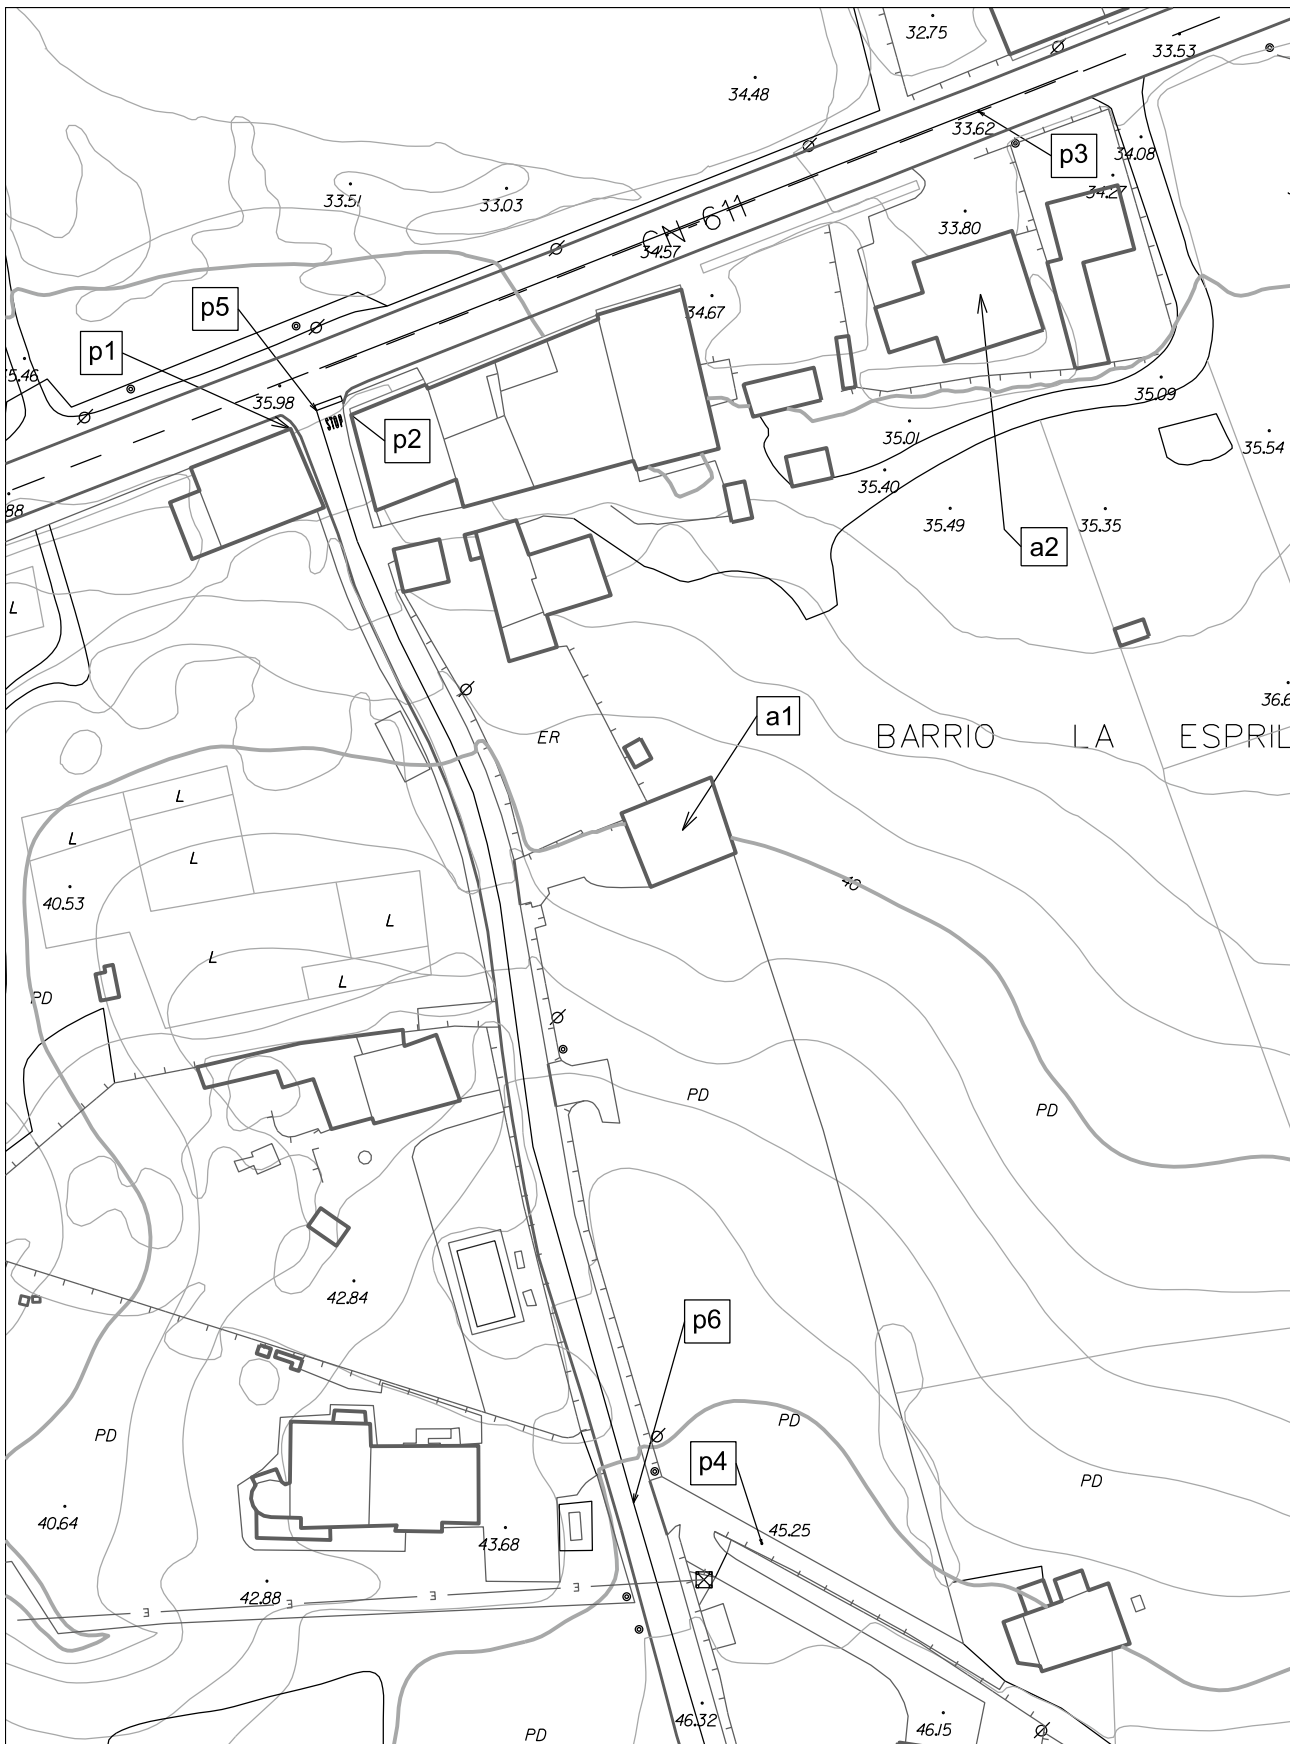 32.75
33.53
34.48
33.62
p3
34.08
34.27
33.51
33.03
33.80
CN-611
34.57
p5
34.67
p1
5.46
35.98
STOP
p2
35.09
35.01
35.54
35.40
88
35.49
35.35
a2
L
36.6
a1
ER
BARRIO LA ESPRIL
L
L
L
40
40.53
L
L
L
PD
PD
PD
42.84
p6
PD
PD
p4
PD
40.64
45.25
43.68
42.88
E
E
E
E
46.32
46.15
PD